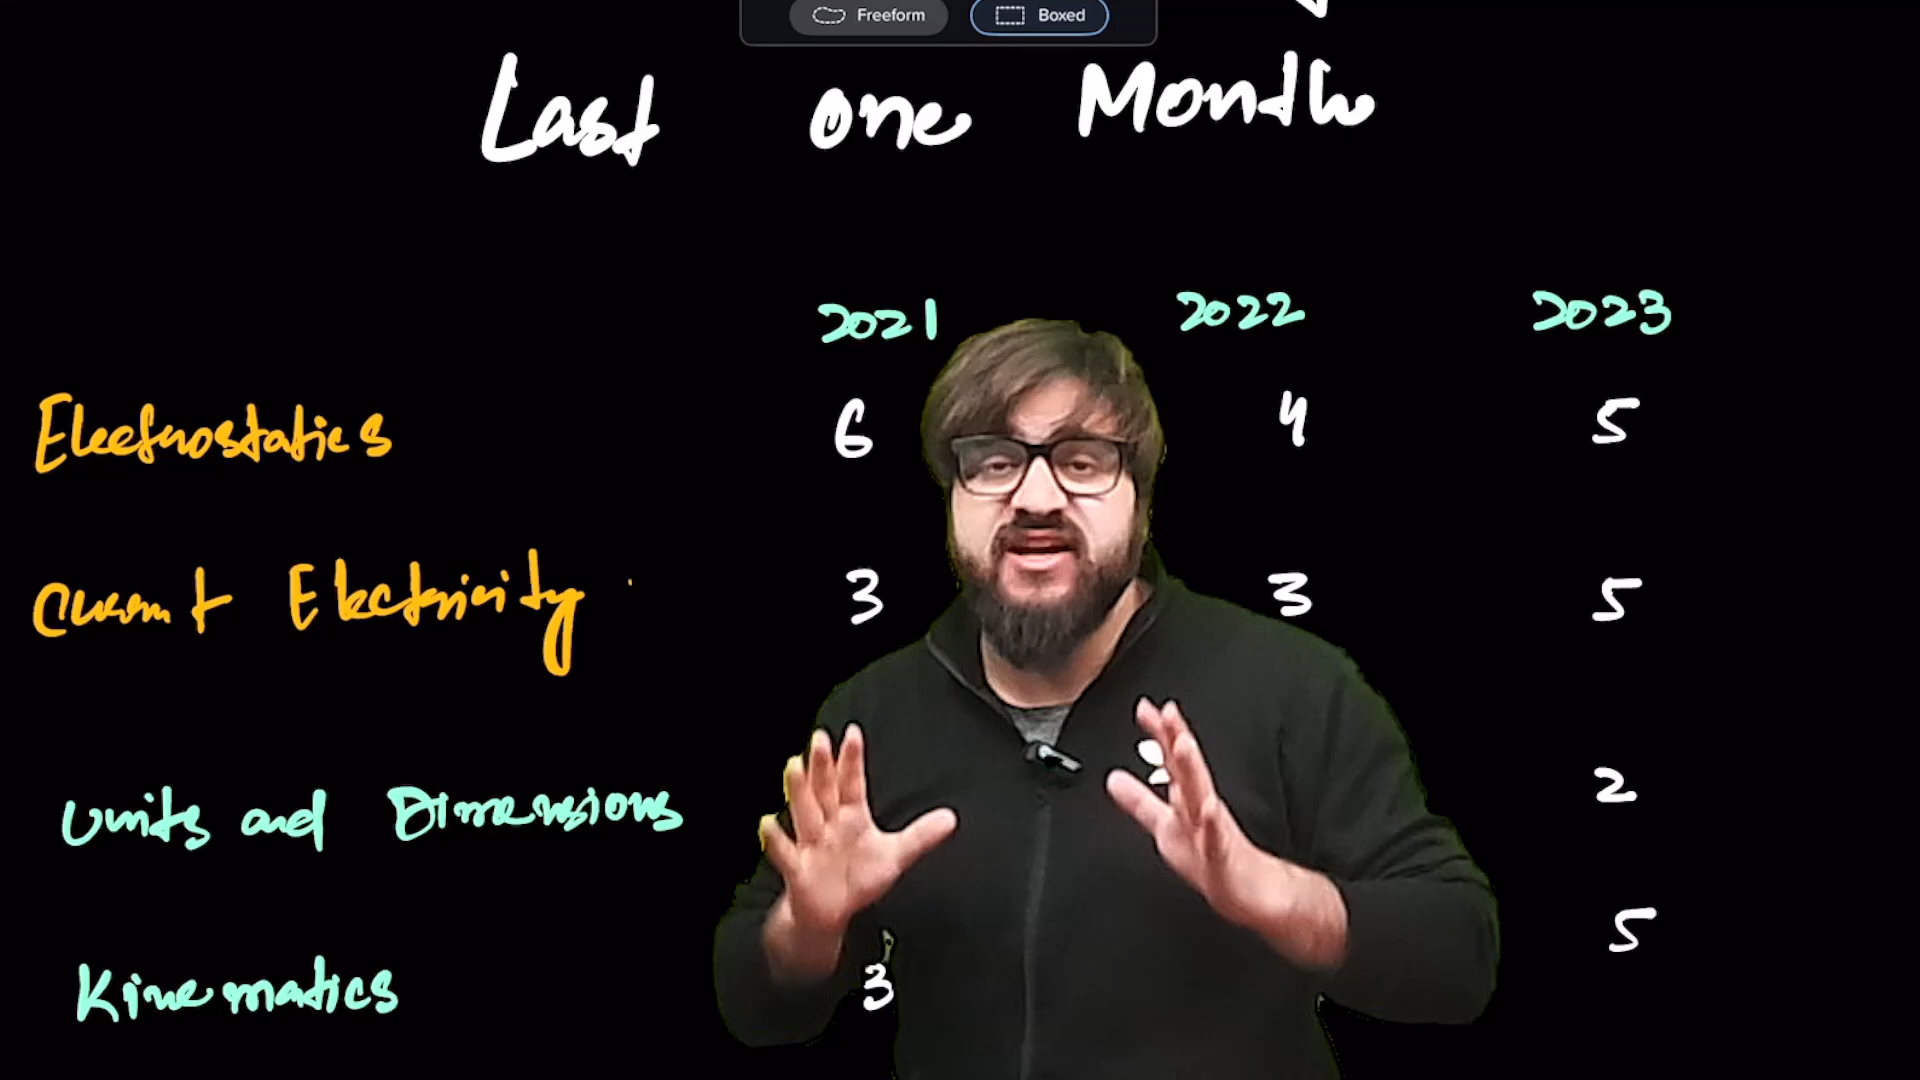 Freeform Boxed
Last one Month
2021 2022 2023
Electrostatics 6 4 5
Current Electricity 3 3 5
Units and Dimensions 2
5
Kinematics 3